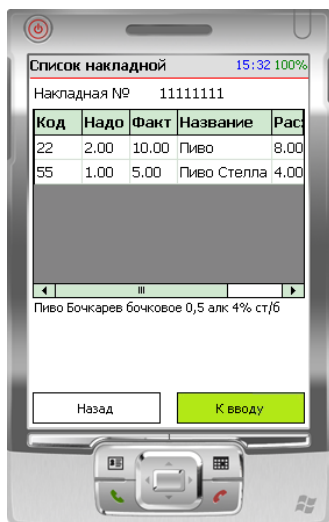 Список накладной 15:32 100%
Накладная № 11111111
Код Надо Факт Название Рас
22 2.00 10.00 Пиво 8.00
55 1.00 5.00 Пиво Стелла 4.00
Пиво Бочкарев бочковое 0,5 алк 4% ст/б
Назад К вводу